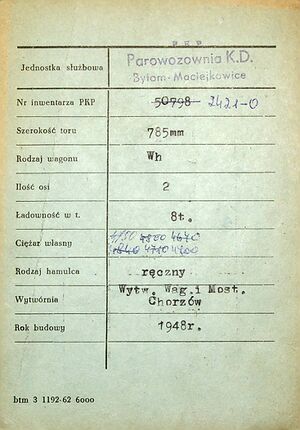 PKP
Jednostka służbowa Parowozownia K.D.
Bytom-Maciejkowice
Nr inwentarza PKP 50798 2421-0
Szerokość toru 785mm
Rodzaj wagonu Wh
Ilość osi 2
Ładowność w t. 8t.
Ciężar własny
Rodzaj hamulca ręczny
Wytwórnia Wytw. Wag.i Most.
Chorzów
Rok budowy 1948r.
btm 3 1192-62 6000